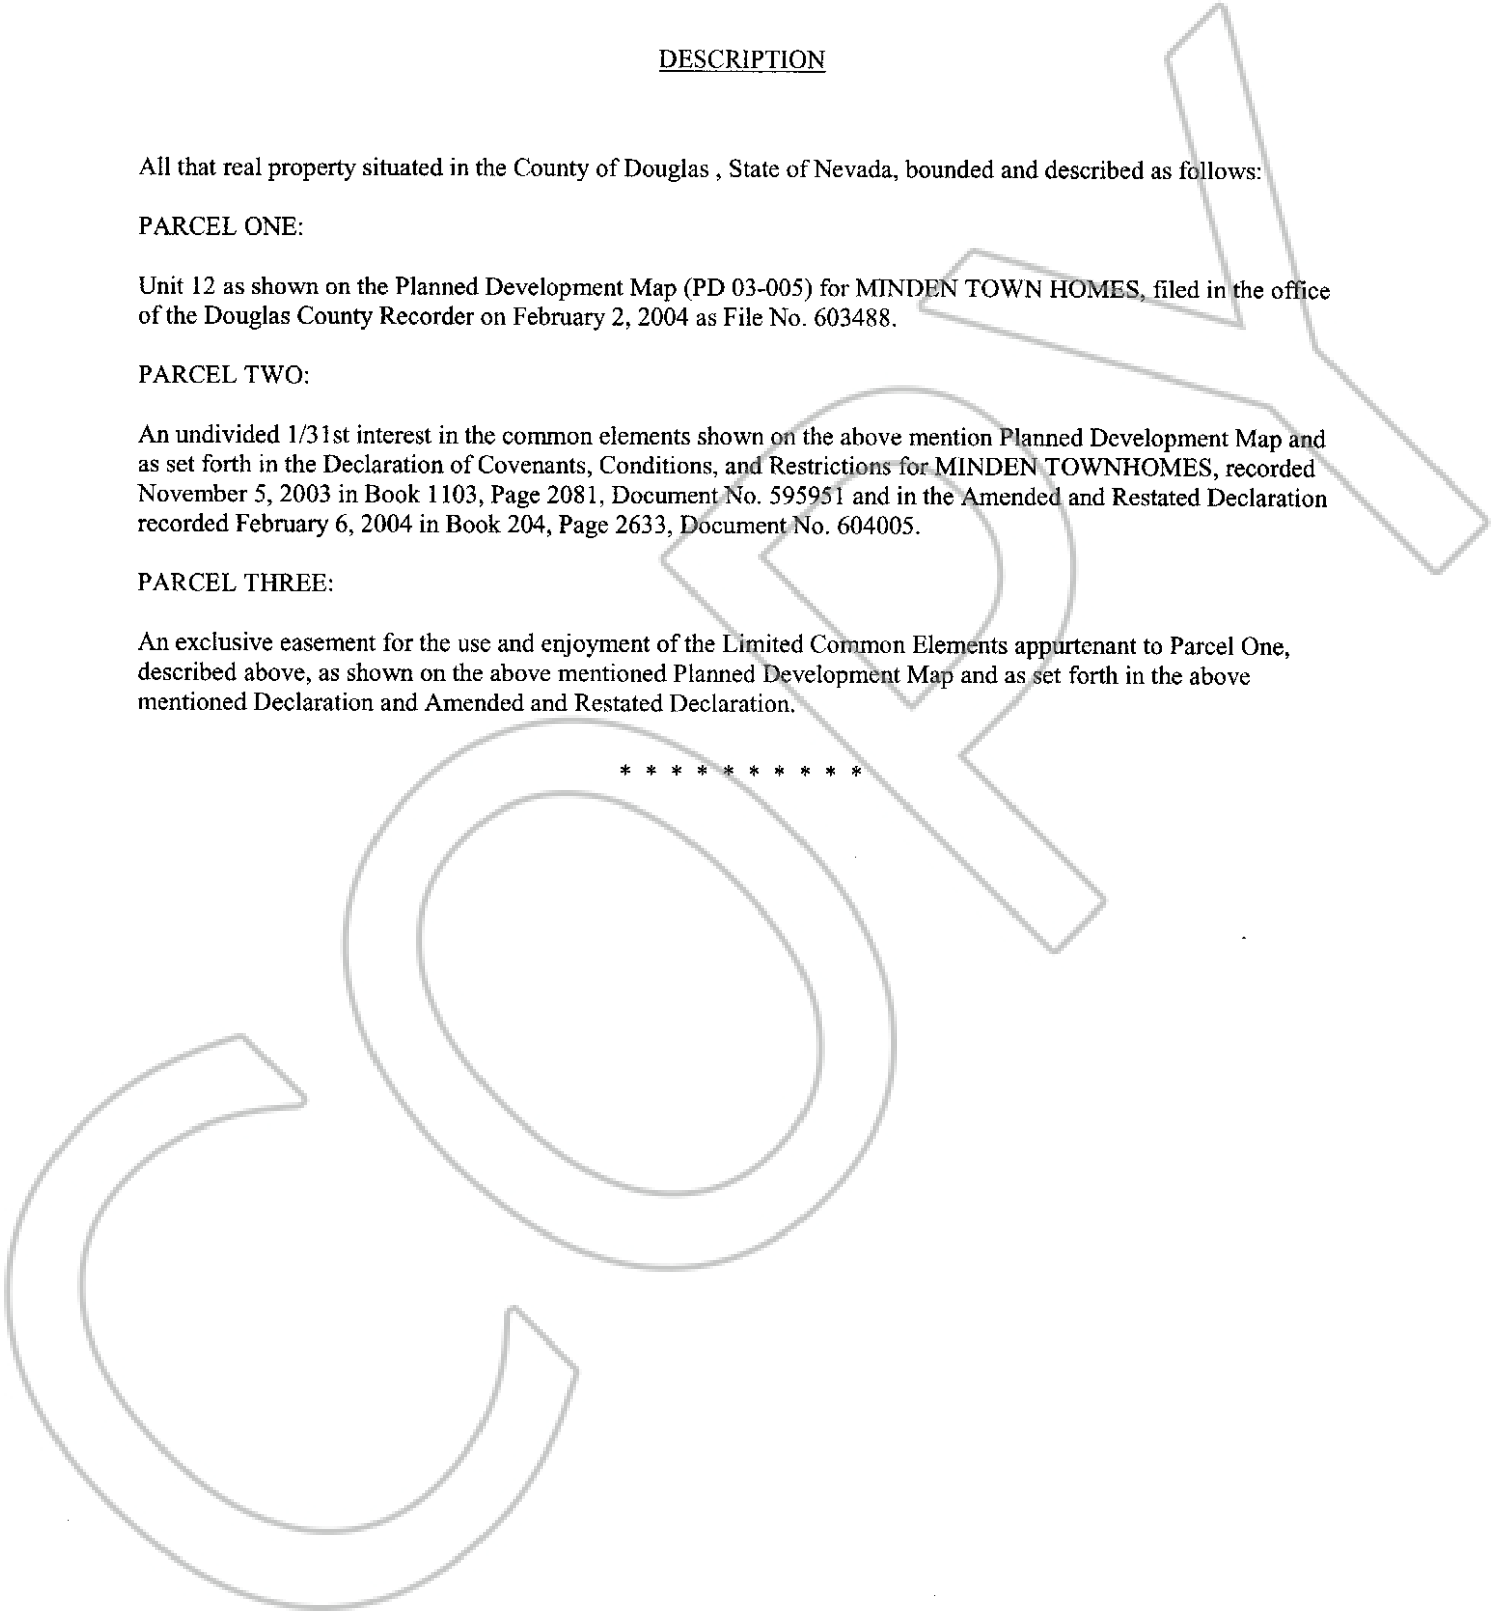 DESCRIPTION
All that real property situated in the County of Douglas , State of Nevada, bounded and described as follows:
PARCEL ONE:
Unit 12 as shown on the Planned Development Map (PD 03-005) for MINDEN TOWN HOMES, filed in the office
of the Douglas County Recorder on February 2, 2004 as File No. 603488.
PARCEL TWO:
An undivided 1/31st interest in the common elements shown on the above mention Planned Development Map and
as set forth in the Declaration of Covenants, Conditions, and Restrictions for MINDEN TOWNHOMES, recorded
November 5, 2003 in Book 1103, Page 2081, Document No. 595951 and in the Amended and Restated Declaration
recorded February 6, 2004 in Book 204, Page 2633, Document No. 604005.
PARCEL THREE:
An exclusive easement for the use and enjoyment of the Limited Common Elements appurtenant to Parcel One,
described above, as shown on the above mentioned Planned Development Map and as set forth in the above
mentioned Declaration and Amended and Restated Declaration.
* * * * * * * * * *
COPY